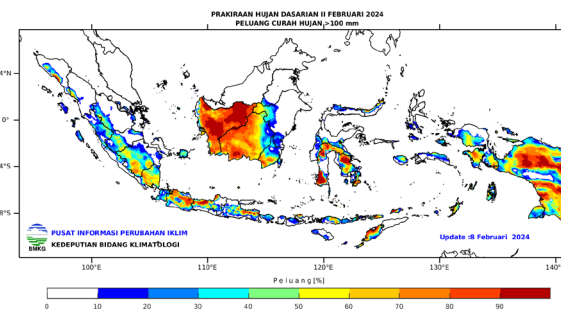 PRAKIRAAN HUJAN DASARIAN II FEBRUARI 2024
PELUANG CURAH HUJAN >100 mm
4°N
0°
4°S
8°S
BMKG
PUSAT INFORMASI PERUBAHAN IKLIM
KEDEPUTIAN BIDANG KLIMATOLOGI
Update :8 Februari 2024
100°E 110°E 120°E 130°E 140°
P e l u a n g [%]
10 20 30 40 50 60 70 80 90